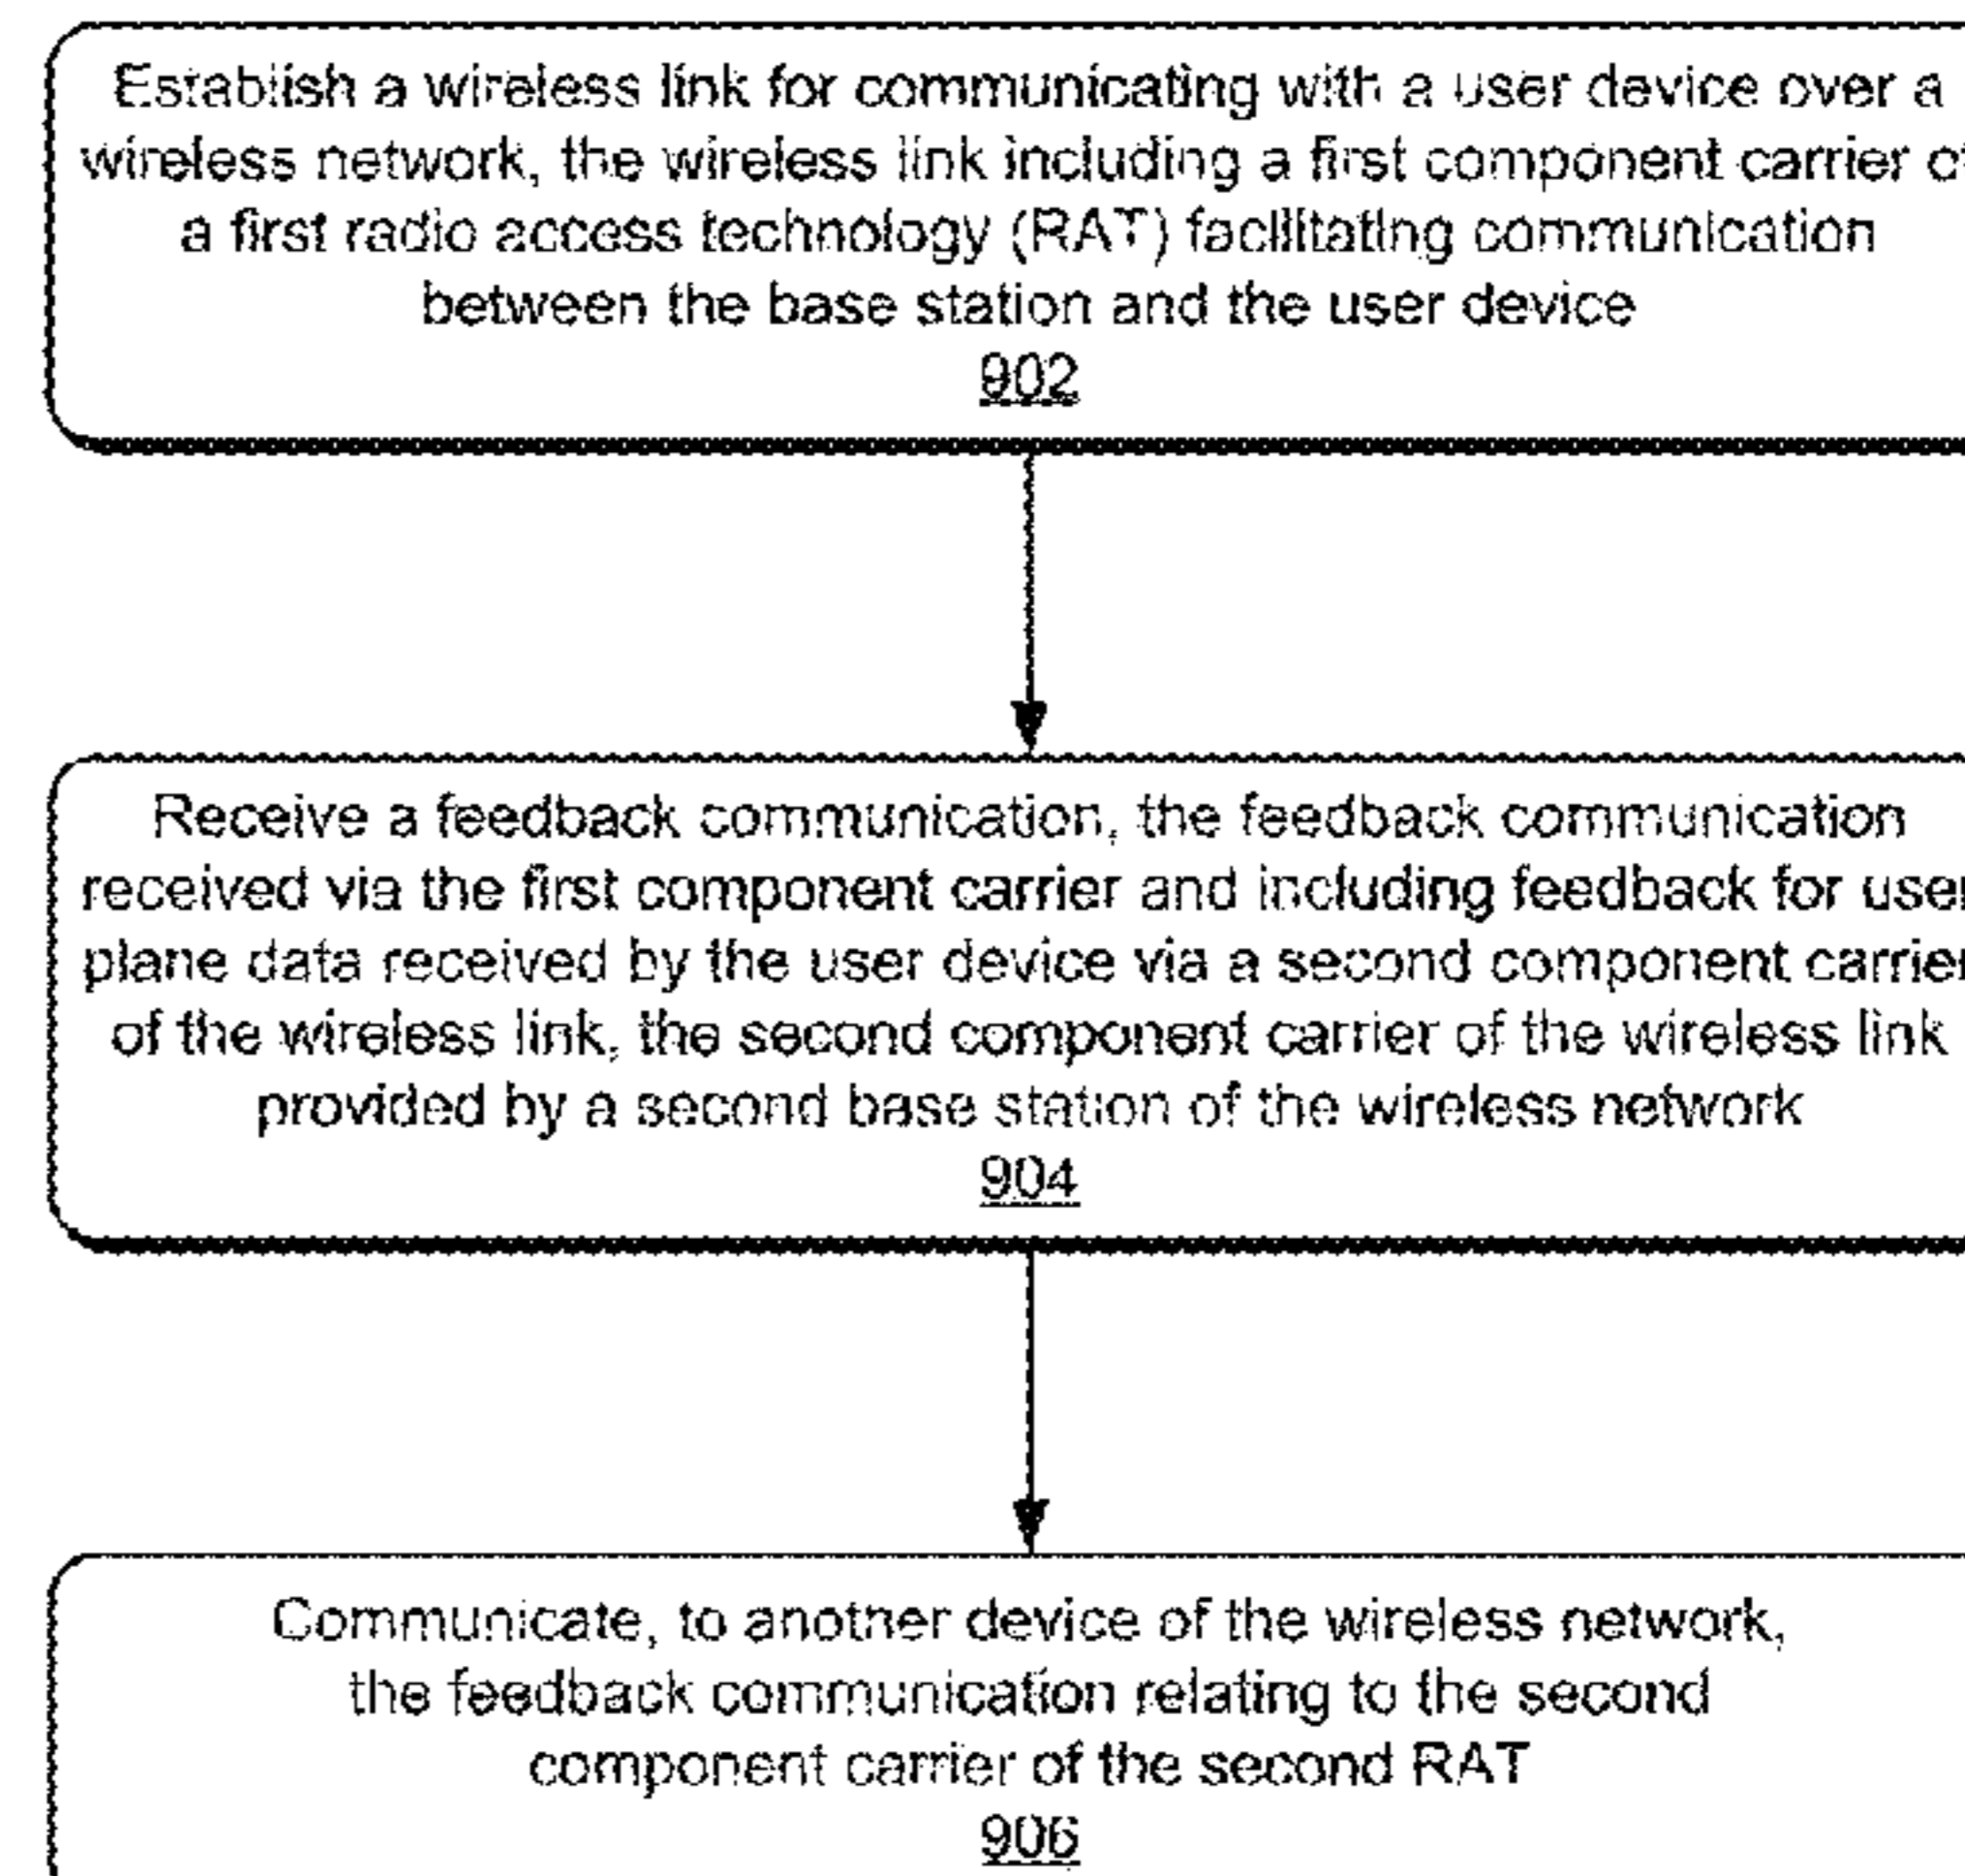 Establish a wireless link for communicating with a user device over a
wireless network, the wireless link including a first component carrier of
a first radio access technology (RAT) facilitating communication
between the base station and the user device
902
Receive a feedback communication, the feedback communication
received via the first component carrier and including feedback for user
plane data received by the user device via a second component carrier
of the wireless link, the second component carrier of the wireless link
provided by a second base station of the wireless network
904
Communicate, to another device of the wireless network,
the feedback communication relating to the second
component carrier of the second RAT
906